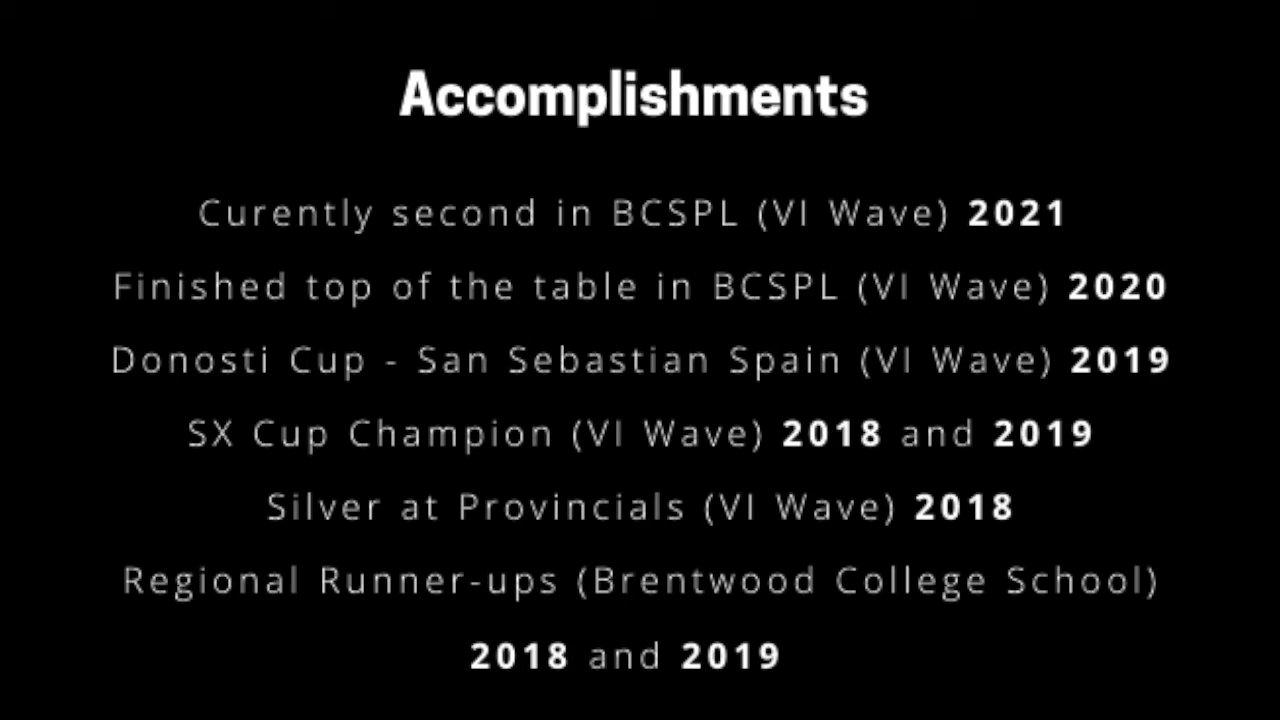 Accomplishments
Curently second in BCSPL (VI Wave) 2021
Finished top of the table in BCSPL (VI Wave) 2020
Donosti Cup - San Sebastian Spain (VI Wave) 2019
SX Cup Champion (VI Wave) 2018 and 2019
Silver at Provincials (VI Wave) 2018
Regional Runner-ups (Brentwood College School)
2018 and 2019